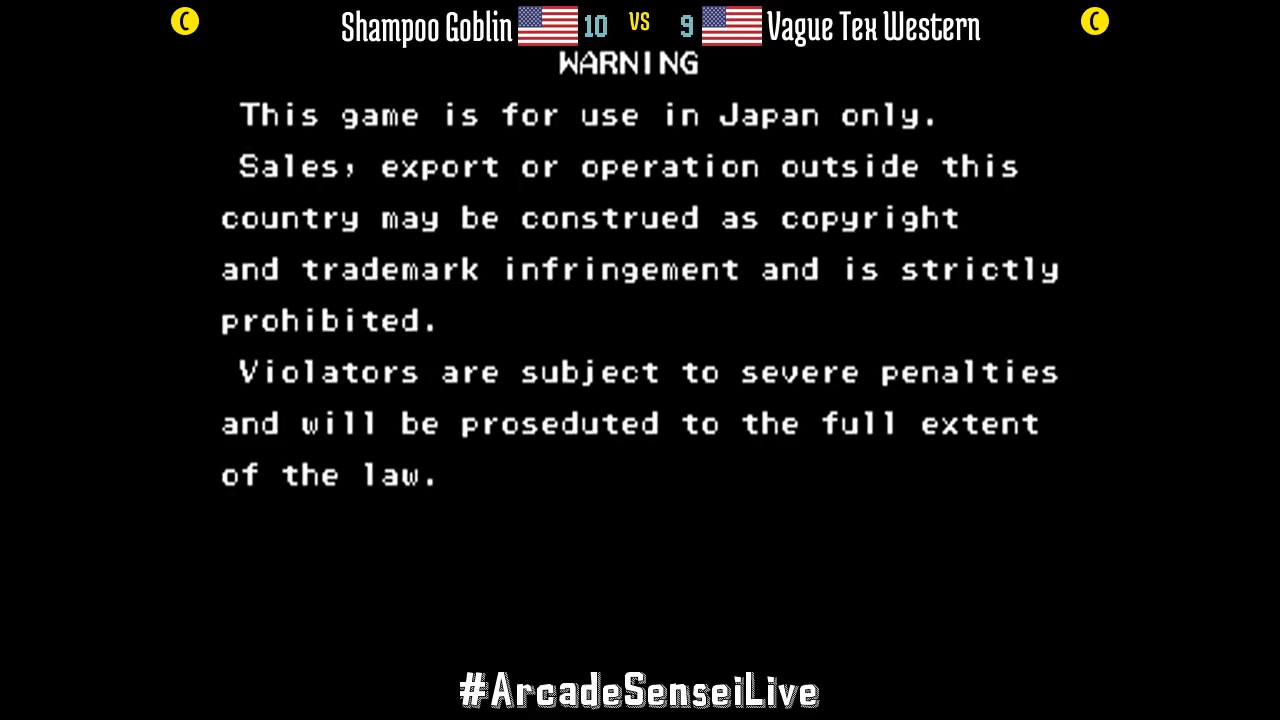 C Shampoo Goblin 10 VS 9 Vague Tex Western C
WARNING
This game is for use in Japan only.
Sales, export or operation outside this
country may be construed as copyright
and trademark infringement and is strictly
prohibited.
Violators are subject to severe penalties
and will be proseduted to the full extent
of the law.
#ArcadeSenseiLive